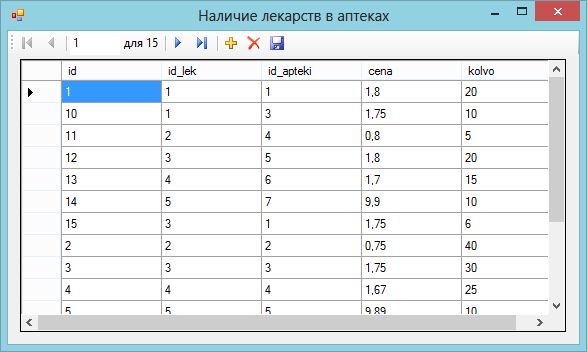 Наличие лекарств в аптеках
1 для 15
id id_lek id_apteki cena kolvo
1 1 1 1,8 20
10 1 3 1,75 10
11 2 4 0,8 5
12 3 5 1,8 20
13 4 6 1,7 15
14 5 7 9,9 10
15 3 1 1,75 6
2 2 2 0,75 40
3 3 3 1,75 30
4 4 4 1,67 25
5 5 5 9,89 10